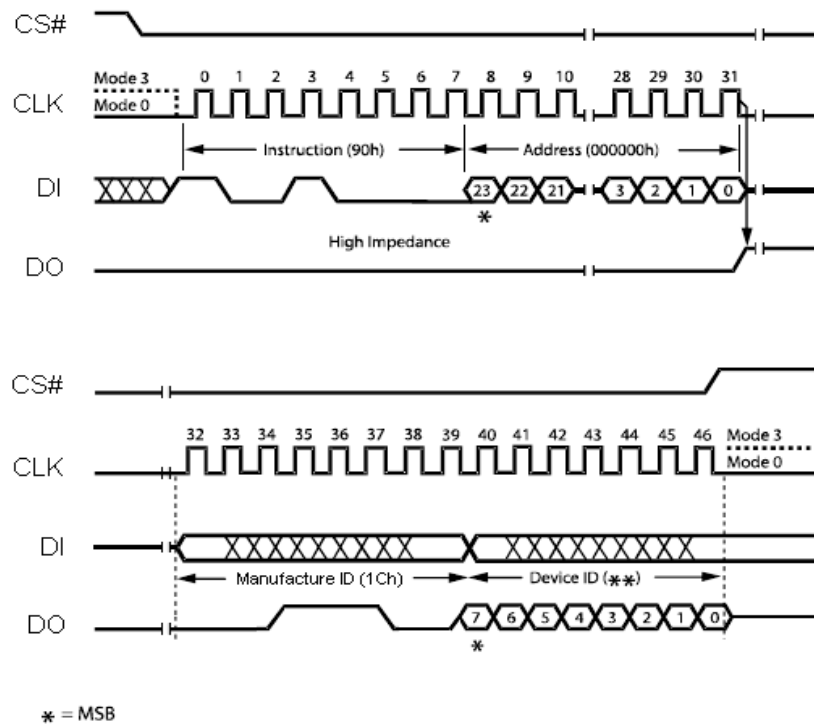 CS#
Mode 3
0 1 2 3 4 5 6 7 8 9 10 28 29 30 31
CLK
Mode 0
Instruction (90h) Address (000000h)
DI
23 22 21 3 2 1 0
*
High Impedance
DO
CS#
32 33 34 35 36 37 38 39 40 41 42 43 44 45 46 Mode 3
CLK
Mode 0
DI
Manufacture ID (1Ch) Device ID (**)
DO
7 6 5 4 3 2 1 0
*
* = MSB